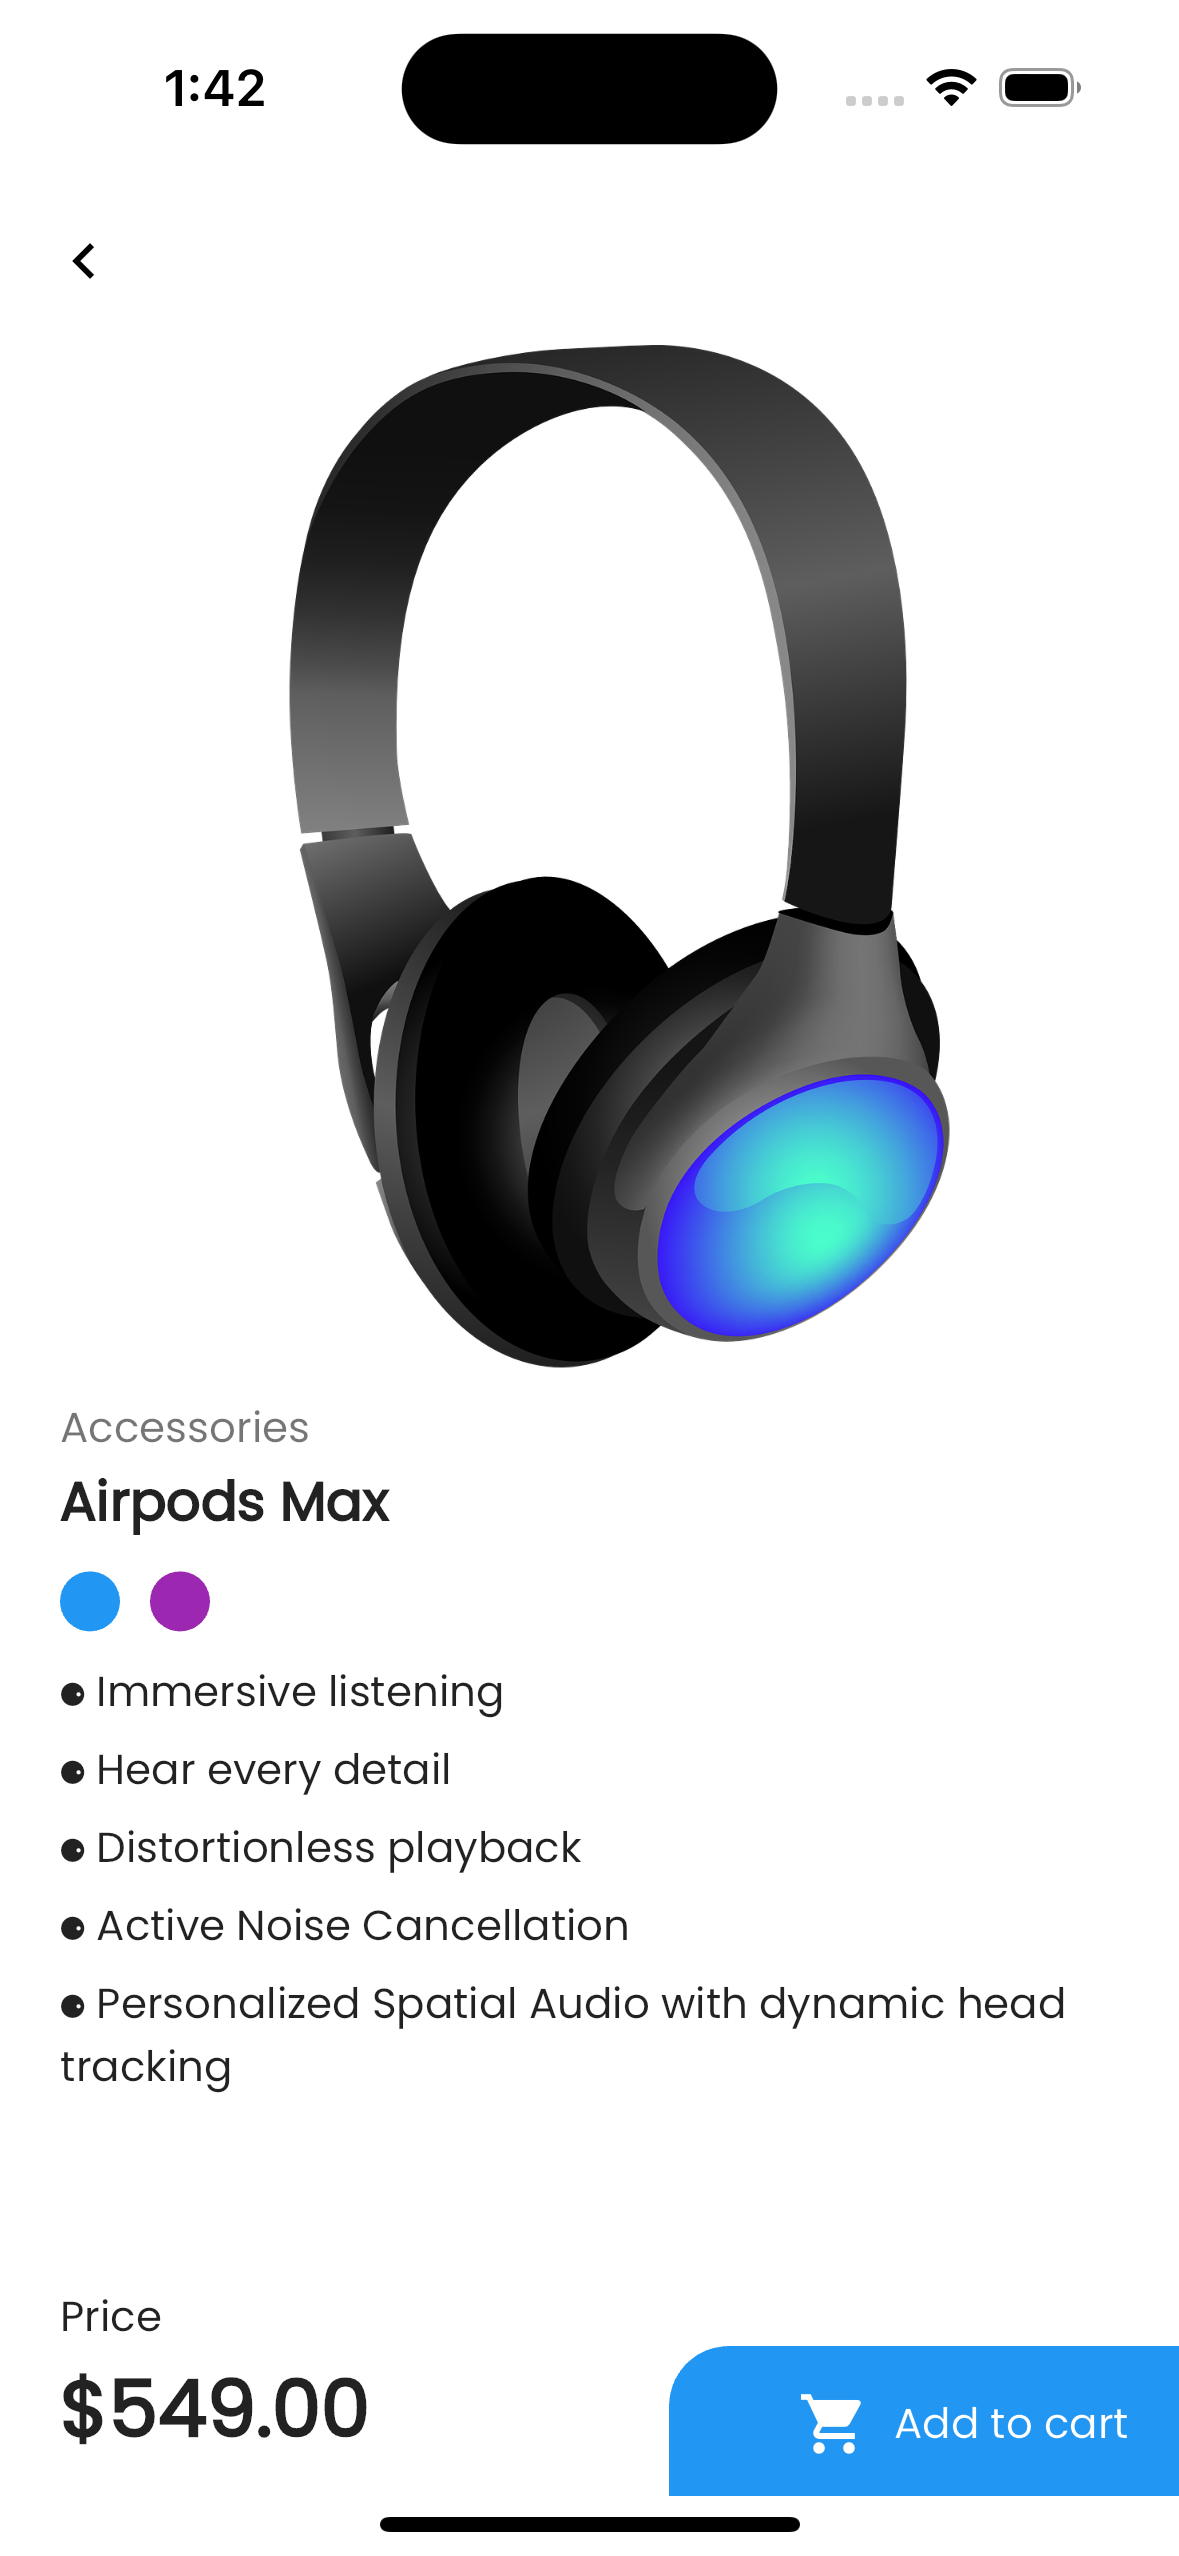 1:42
Accessories
Airpods Max
● Immersive listening
● Hear every detail
● Distortionless playback
● Active Noise Cancellation
● Personalized Spatial Audio with dynamic head
tracking
Price
$549.00
Add to cart